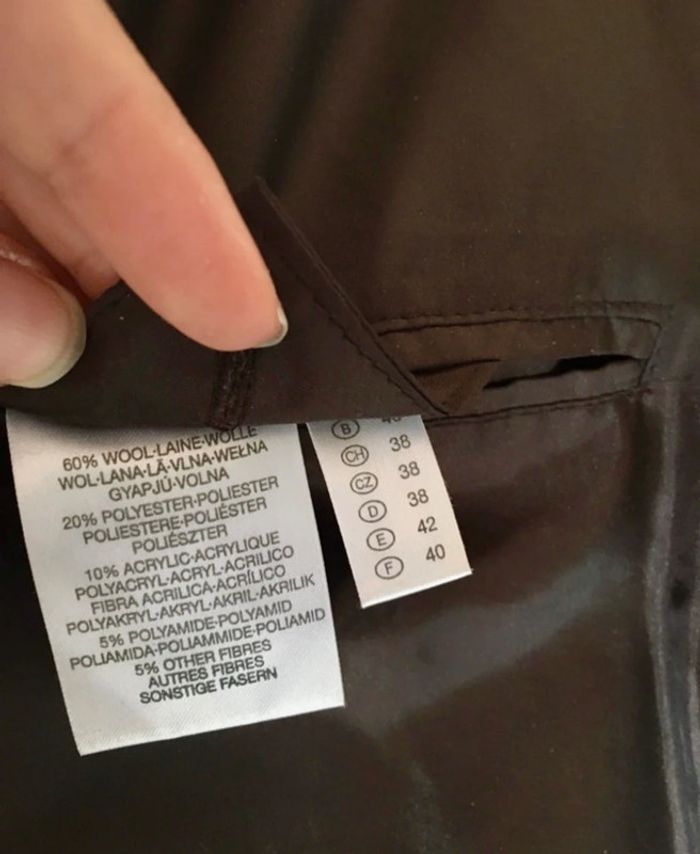 60% WOOL·LAINE·WOLLE
WOL·LANA·LÃ·VLNA·WEŁNA
GYAPJÚ·VOLNA
20% POLYESTER·POLIESTER
POLIESTERE·POLIÉSTER
POLIÉSZTER
10% ACRYLIC·ACRYLIQUE
POLYACRYL·ACRYL·ACRILICO
FIBRA ACRILICA·ACRÍLICO
POLYAKRYL·AKRYL·AKRIL·AKRILIK
5% POLYAMIDE·POLYAMID
POLIAMIDA·POLIAMMIDE·POLIAMID
5% OTHER FIBRES
AUTRES FIBRES
SONSTIGE FASERN
B
CH 38
CZ 38
D 38
E 42
F 40